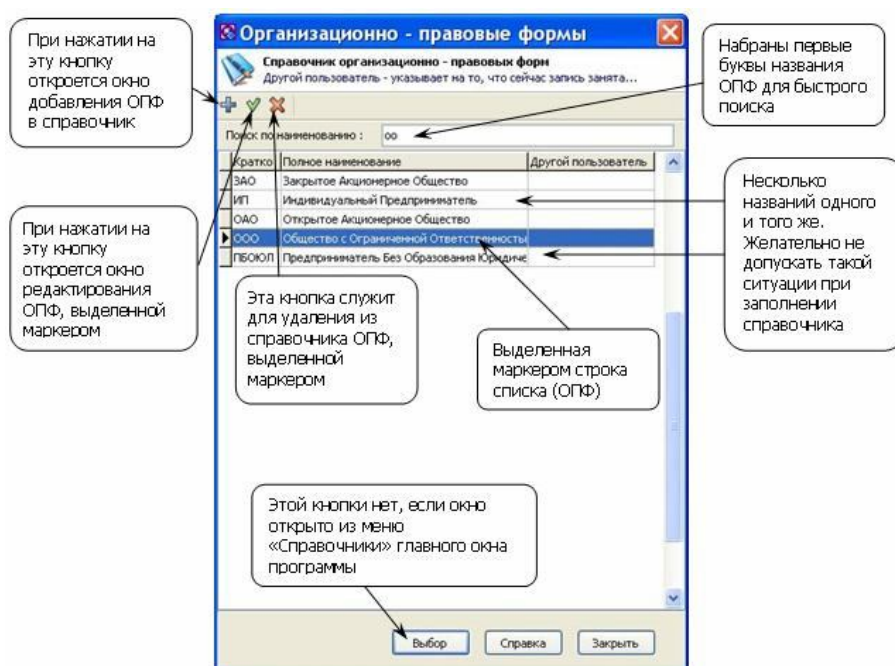 При нажатии на
эту кнопку
откроется окно
добавления ОПФ
в справочник
При нажатии на
эту кнопку
откроется окно
редактирования
ОПФ, выделенной
маркером
Организационно - правовые формы
Справочник организационно - правовых форм
Другой пользователь - указывает на то, что сейчас запись занята...
Поиск по наименованию :
оо
Кратко Полное наименование Другой пользователь
ЗАО Закрытое Акционерное Общество
ИП Индивидуальный Предприниматель
ОАО Открытое Акционерное Общество
ООО Общество с Ограниченной Ответственносты
ПБОЮЛ Предприниматель Без Образования Юридиче
Эта кнопка служит
для удаления из
справочника ОПФ,
выделенной
маркером
Выделенная
маркером строка
списка (ОПФ)
Этой кнопки нет, если окно
открыто из меню
«Справочники» главного окна
программы
Выбор Справка Закрыть
Набраны первые
буквы названия
ОПФ для быстрого
поиска
Несколько
названий одного
и того же.
Желательно не
допускать такой
ситуации при
заполнении
справочника